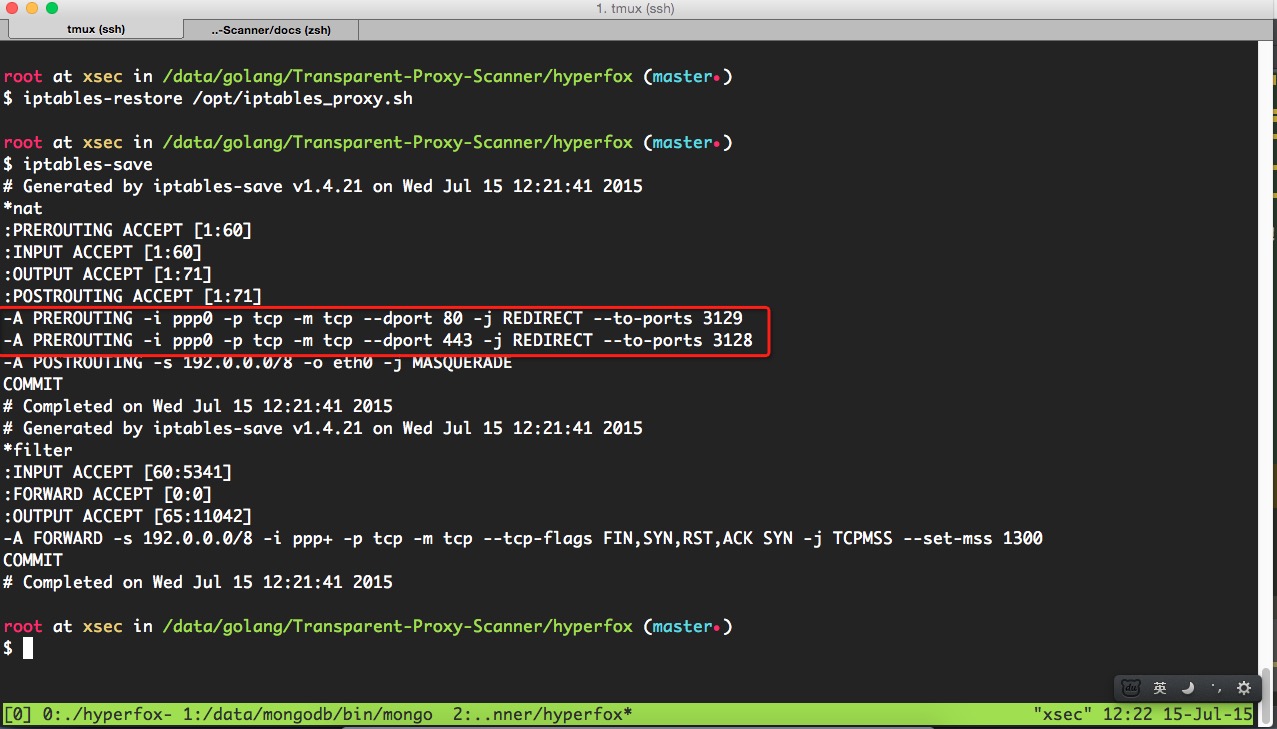 1. tmux (ssh)
tmux (ssh)
..-Scanner/docs (zsh)
root at xsec in /data/golang/Transparent-Proxy-Scanner/hyperfox (master•)
$ iptables-restore /opt/iptables_proxy.sh
root at xsec in /data/golang/Transparent-Proxy-Scanner/hyperfox (master•)
$ iptables-save
# Generated by iptables-save v1.4.21 on Wed Jul 15 12:21:41 2015
*nat
:PREROUTING ACCEPT [1:60]
:INPUT ACCEPT [1:60]
:OUTPUT ACCEPT [1:71]
:POSTROUTING ACCEPT [1:71]
-A PREROUTING -i ppp0 -p tcp -m tcp --dport 80 -j REDIRECT --to-ports 3129
-A PREROUTING -i ppp0 -p tcp -m tcp --dport 443 -j REDIRECT --to-ports 3128
-A POSTROUTING -s 192.0.0.0/8 -o eth0 -j MASQUERADE
COMMIT
# Completed on Wed Jul 15 12:21:41 2015
# Generated by iptables-save v1.4.21 on Wed Jul 15 12:21:41 2015
*filter
:INPUT ACCEPT [60:5341]
:FORWARD ACCEPT [0:0]
:OUTPUT ACCEPT [65:11042]
-A FORWARD -s 192.0.0.0/8 -i ppp+ -p tcp -m tcp --tcp-flags FIN,SYN,RST,ACK SYN -j TCPMSS --set-mss 1300
COMMIT
# Completed on Wed Jul 15 12:21:41 2015
root at xsec in /data/golang/Transparent-Proxy-Scanner/hyperfox (master•)
$
du 英
[0] 0:./hyperfox- 1:/data/mongodb/bin/mongo 2:..nner/hyperfox* "xsec" 12:22 15-Jul-15